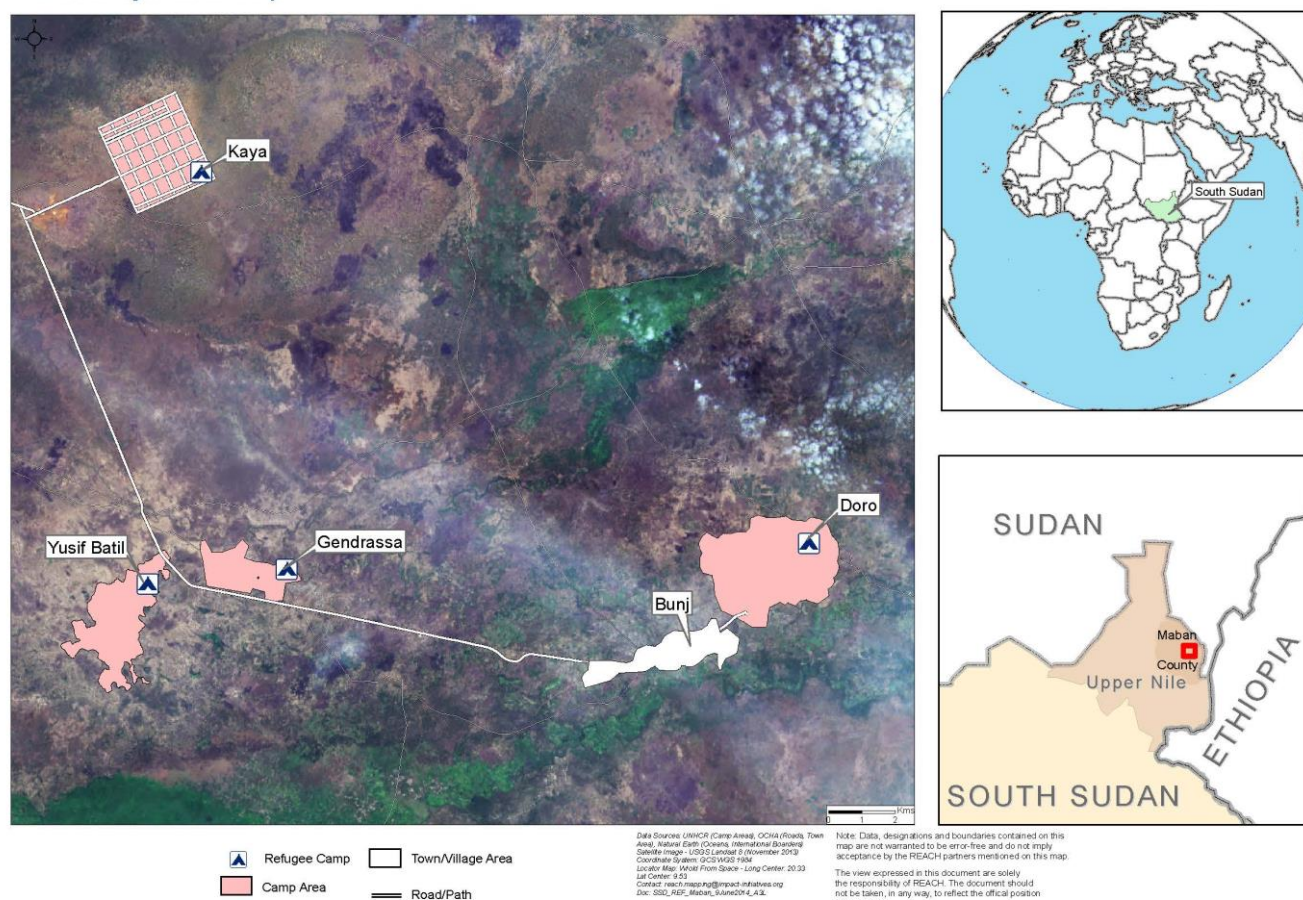 Kaya
Yusif Batil
Gendrassa
Doro
Bunj
Kms
0 1 2
South Sudan
SUDAN
Maban
County
Upper Nile
ETHIOPIA
SOUTH SUDAN
Refugee Camp
Town/Village Area
Camp Area
Road/Path
Data Sources: UNHCR (Camp Areas), OCHA (Roads, Town
Area), Natural Earth (Oceans, International Boarders)
Satellite Image - USGS Landsat 8 (November 2013)
Coordinate System: GCS WGS 1984
Locator Map: World From Space - Long Center: 20.33
Lat Center: 9.53
Contact: reach.mapping@impact-initiatives.org
Doc: SSD_REF_Maban_9June2014_A3L
Note: Data, designations and boundaries contained on this
map are not warranted to be error-free and do not imply
acceptance by the REACH partners mentioned on this map.
The view expressed in this document are solely
the responsibility of REACH. The document should
not be taken, in any way, to reflect the offical position